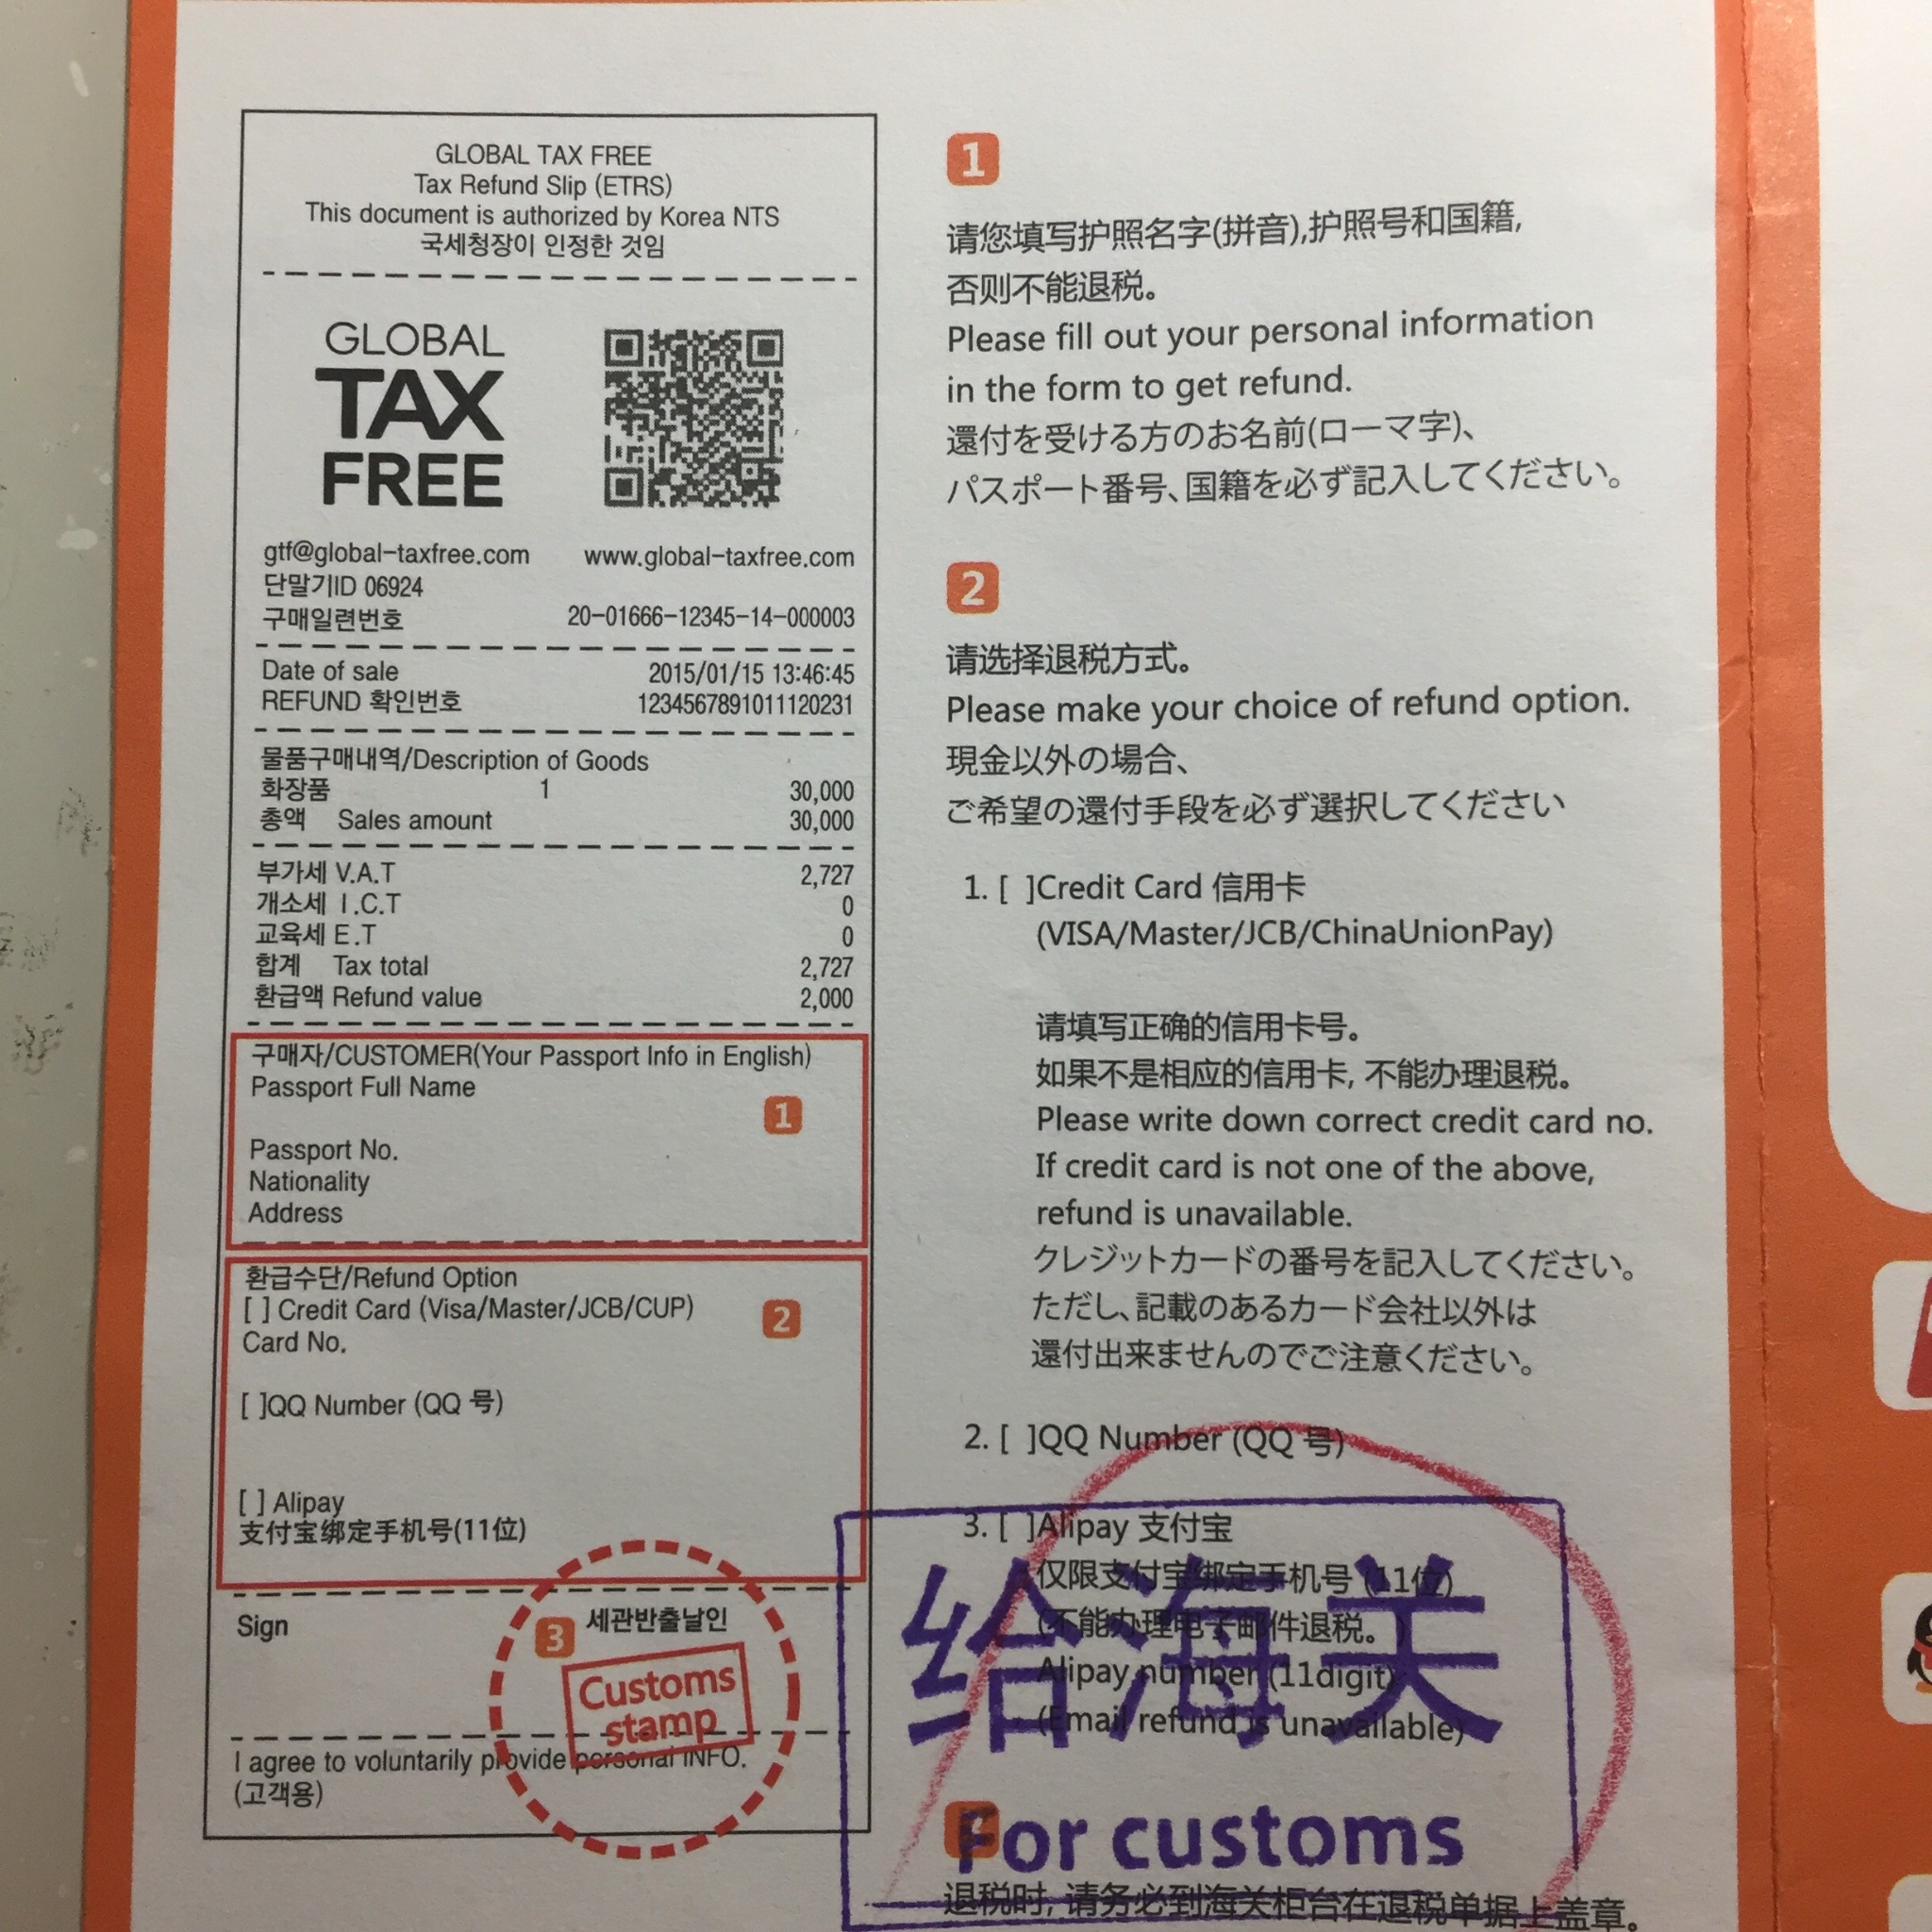 GLOBAL TAX FREE
Tax Refund Slip (ETRS)
This document is authorized by Korea NTS
국세청장이 인정한 것임
GLOBAL
TAX
FREE
gtf@global-taxfree.com www.global-taxfree.com
단말기ID 06924
구매일련번호 20-01666-12345-14-000003
Date of sale 2015/01/15 13:46:45
REFUND 확인번호 1234567891011120231
물품구매내역/Description of Goods
화장품 1 30,000
총액 Sales amount 30,000
부가세 V.A.T 2,727
개소세 I.C.T 0
교육세 E.T 0
합계 Tax total 2,727
환급액 Refund value 2,000
구매자/CUSTOMER(Your Passport Info in English)
Passport Full Name
1
Passport No.
Nationality
Address
환급수단/Refund Option
[ ] Credit Card (Visa/Master/JCB/CUP)
2
Card No.
[ ]QQ Number (QQ 号)
[ ] Alipay
支付宝绑定手机号(11位)
Sign
3 세관반출날인
Customs
stamp
I agree to voluntarily provide personal INFO.
(고객용)
1
请您填写护照名字(拼音),护照号和国籍,
否则不能退税。
Please fill out your personal information
in the form to get refund.
還付を受ける方のお名前(ローマ字)、
パスポート番号、国籍を必ず記入してください。
2
请选择退税方式。
Please make your choice of refund option.
現金以外の場合、
ご希望の還付手段を必ず選択してください
1. [ ]Credit Card 信用卡
(VISA/Master/JCB/ChinaUnionPay)
请填写正确的信用卡号。
如果不是相应的信用卡, 不能办理退税。
Please write down correct credit card no.
If credit card is not one of the above,
refund is unavailable.
クレジットカードの番号を記入してください。
ただし、記載のあるカード会社以外は
還付出来ませんのでご注意ください。
2. [ ]QQ Number (QQ 号)
3. [ ]Alipay 支付宝
仅限支付宝绑定手机号 (11位)
(不能办理电子邮件退税。)
Alipay number (11digit)
(Email refund is unavailable)
给海关
For customs
退税时, 请务必到海关柜台在退税单据上盖章。